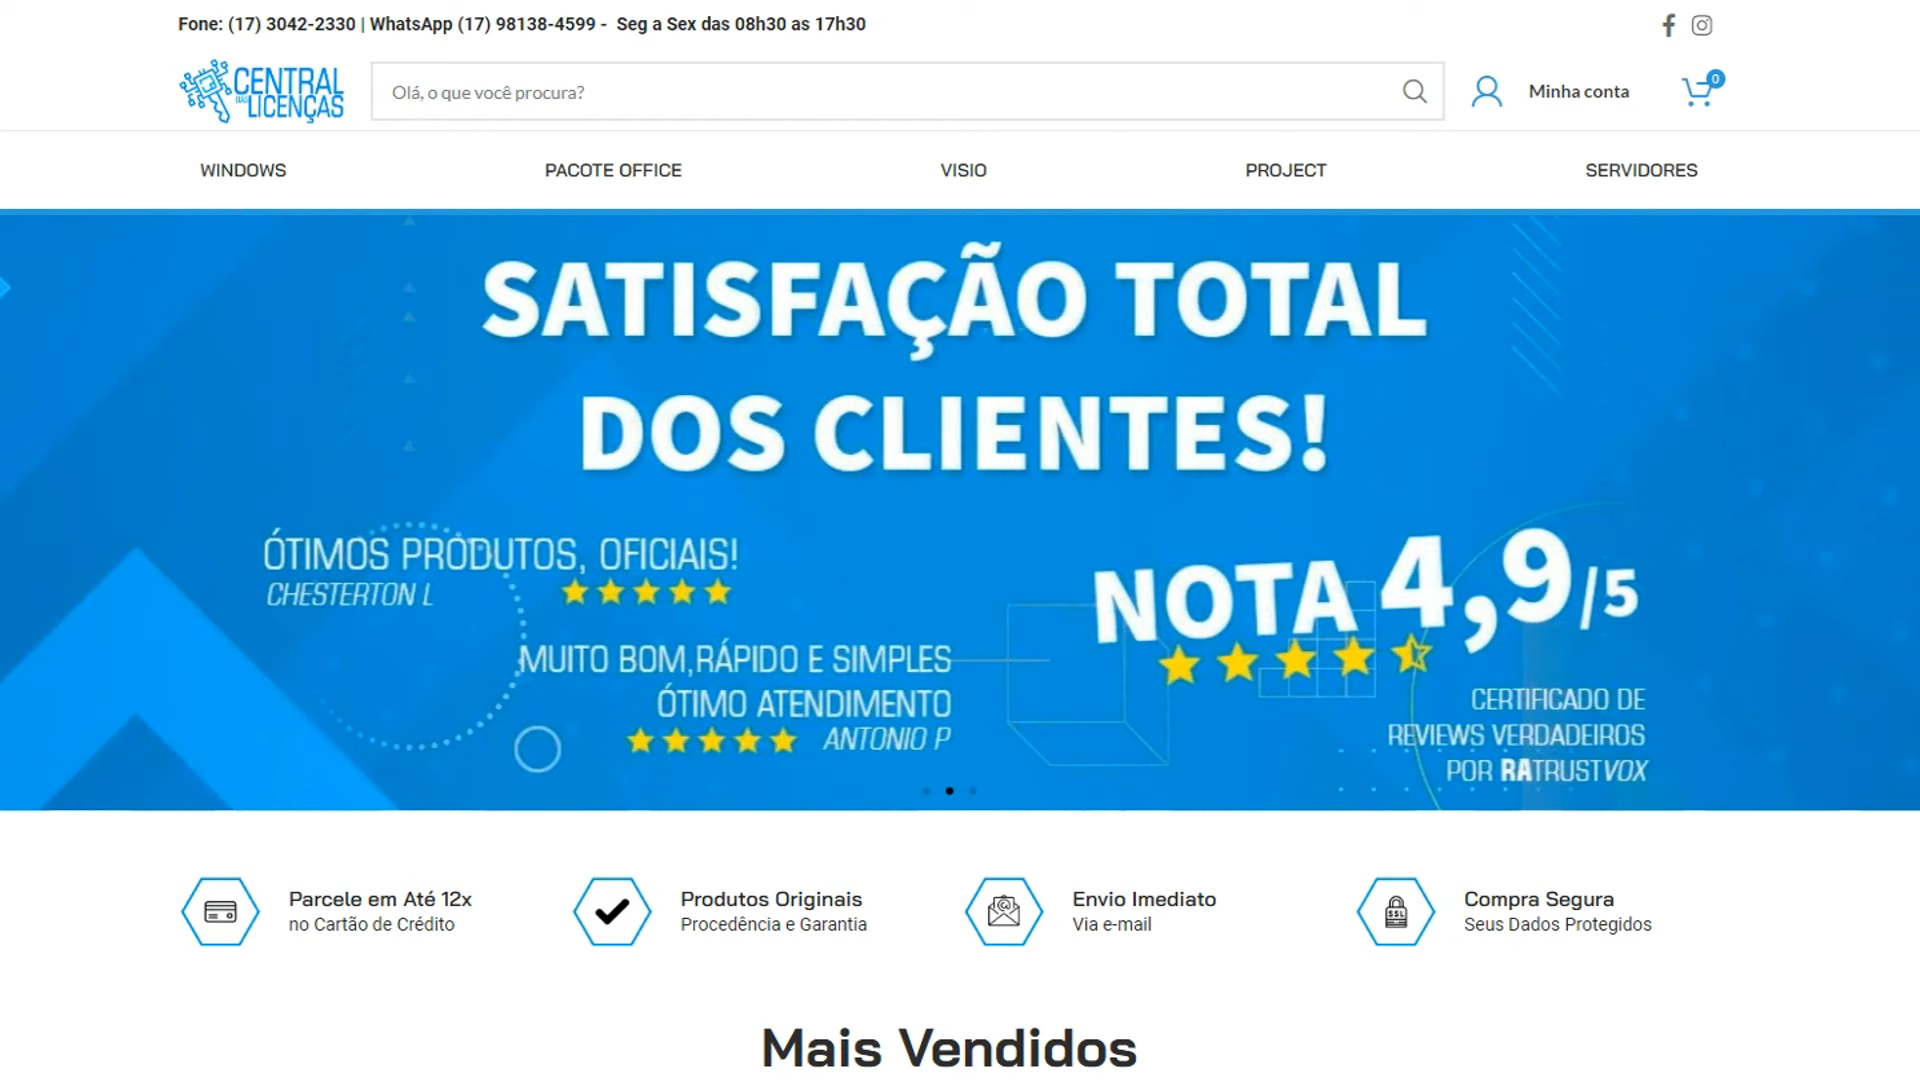 Fone: (17) 3042-2330 | WhatsApp (17) 98138-4599 - Seg a Sex das 08h30 as 17h30
CENTRAL
DAS
LICENÇAS
Olá, o que você procura?
Minha conta
0
WINDOWS
PACOTE OFFICE
VISIO
PROJECT
SERVIDORES
SATISFAÇÃO TOTAL
DOS CLIENTES!
ÓTIMOS PRODUTOS, OFICIAIS!
CHESTERTON L
MUITO BOM,RÁPIDO E SIMPLES
ÓTIMO ATENDIMENTO
ANTONIO P
NOTA 4,9/5
CERTIFICADO DE
REVIEWS VERDADEIROS
POR RATRUSTVOX
Parcele em Até 12x
no Cartão de Crédito
Produtos Originais
Procedência e Garantia
Envio Imediato
Via e-mail
SSL
Compra Segura
Seus Dados Protegidos
Mais Vendidos